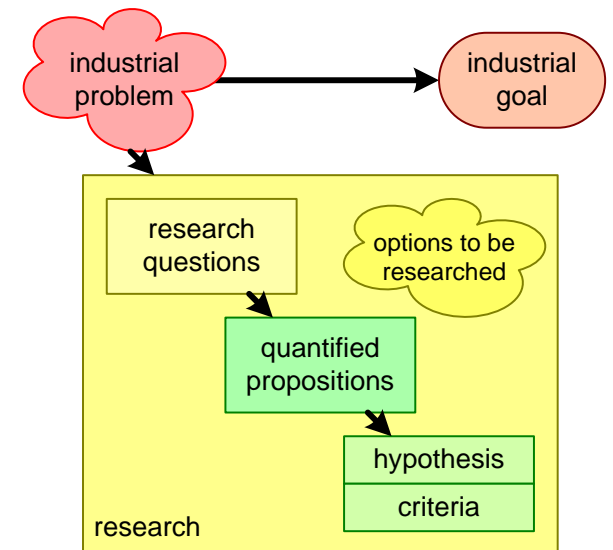 industrial
problem
industrial
goal
research
questions
options to be
researched
quantified
propositions
hypothesis
criteria
research